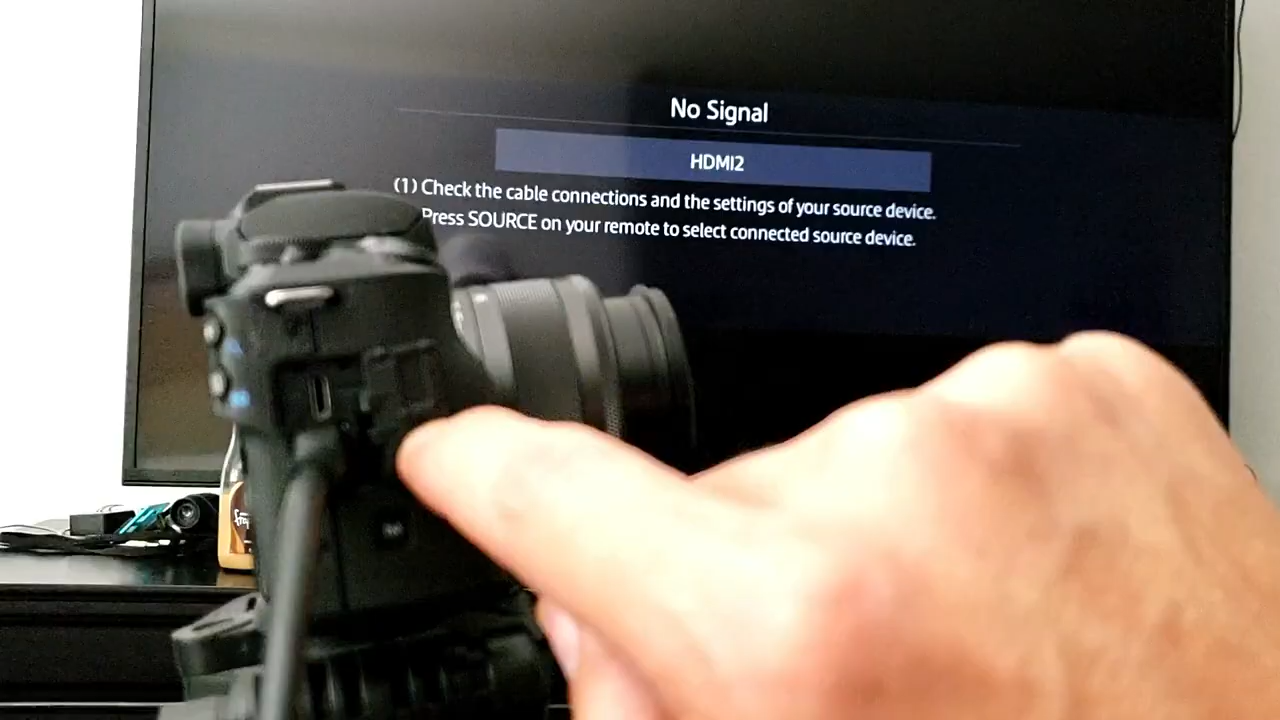 No Signal
HDMI2
(1) Check the cable connections and the settings of your source device.
Press SOURCE on your remote to select connected source device.